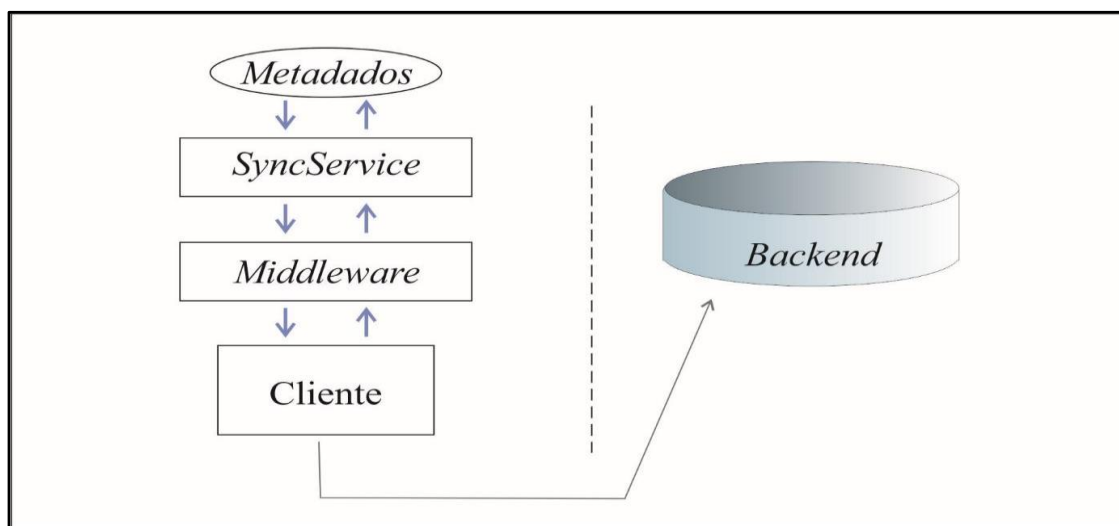 Metadados
SyncService
Middleware
Backend
Cliente